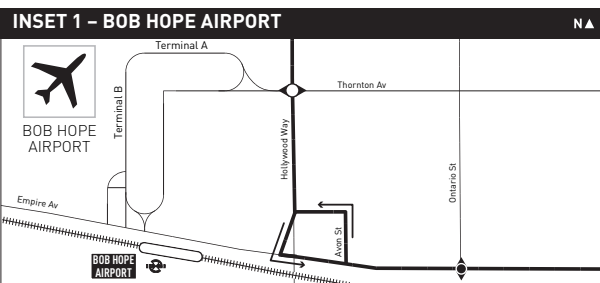 INSET 1 – BOB HOPE AIRPORT
N
Terminal A
Thornton Av
Terminal B
BOB HOPE
AIRPORT
Hollywood Way
Ontario St
Empire Av
Avon St
BOB HOPE
AIRPORT